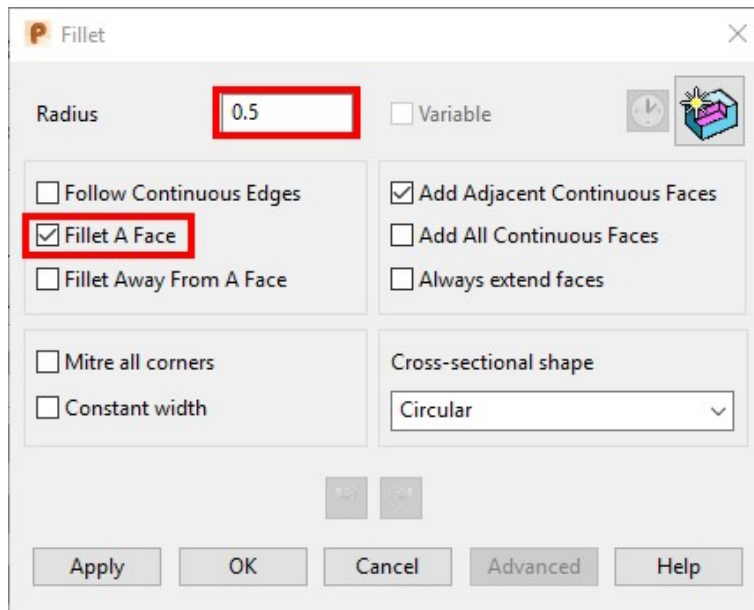 P Fillet
Radius 0.5 Variable
Follow Continuous Edges
Fillet A Face
Fillet Away From A Face
Add Adjacent Continuous Faces
Add All Continuous Faces
Always extend faces
Mitre all corners
Constant width
Cross-sectional shape
Circular
Apply OK Cancel Advanced Help